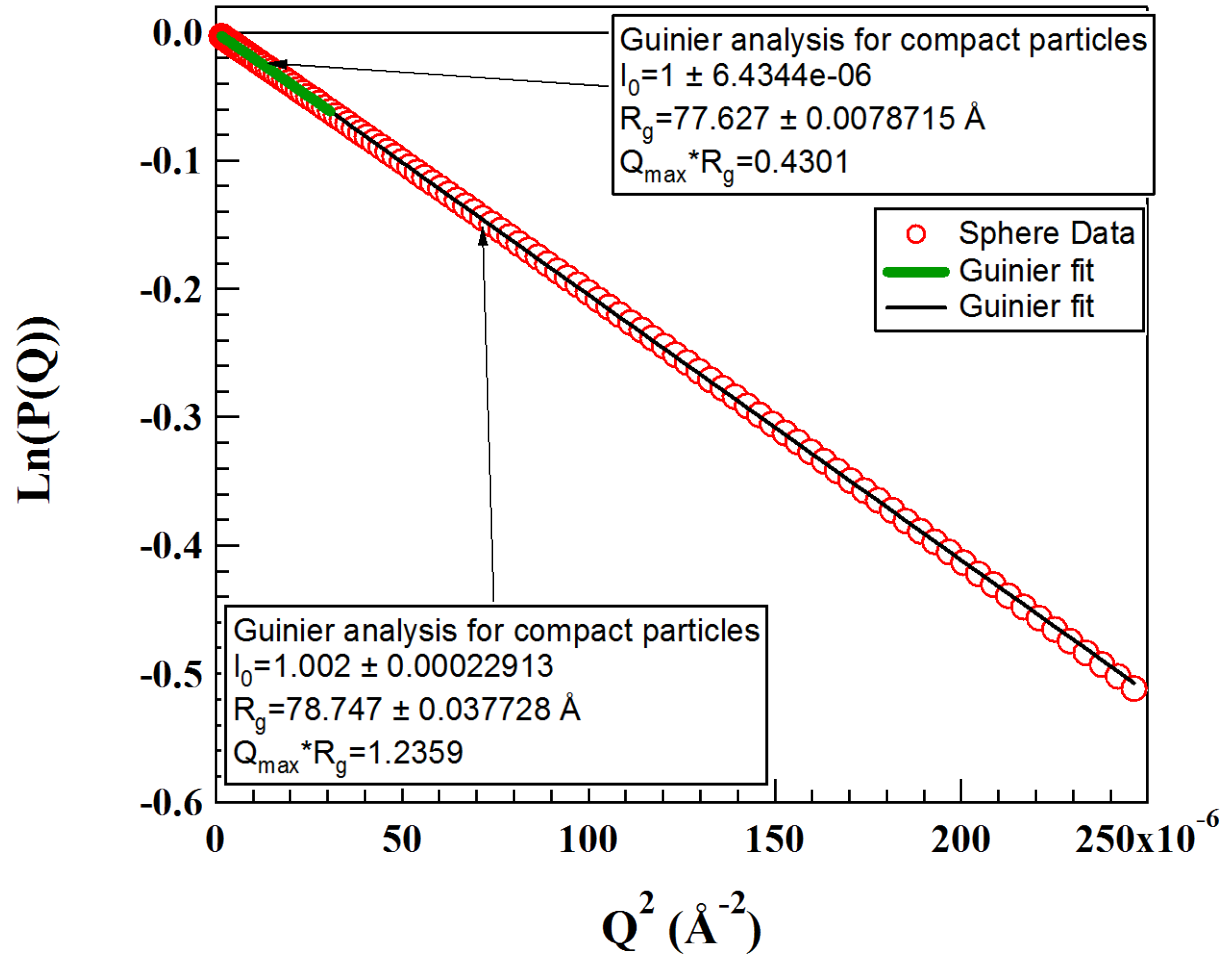 Guinier analysis for compact particles
I0=1 ± 6.4344e-06
Rg=77.627 ± 0.0078715 Å
Qmax*Rg=0.4301
Sphere Data
Guinier fit
Guinier fit
Guinier analysis for compact particles
I0=1.002 ± 0.00022913
Rg=78.747 ± 0.037728 Å
Qmax*Rg=1.2359
Ln(P(Q))
0.0
-0.1
-0.2
-0.3
-0.4
-0.5
-0.6
0 50 100 150 200 250x10-6
Q2 (Å-2)